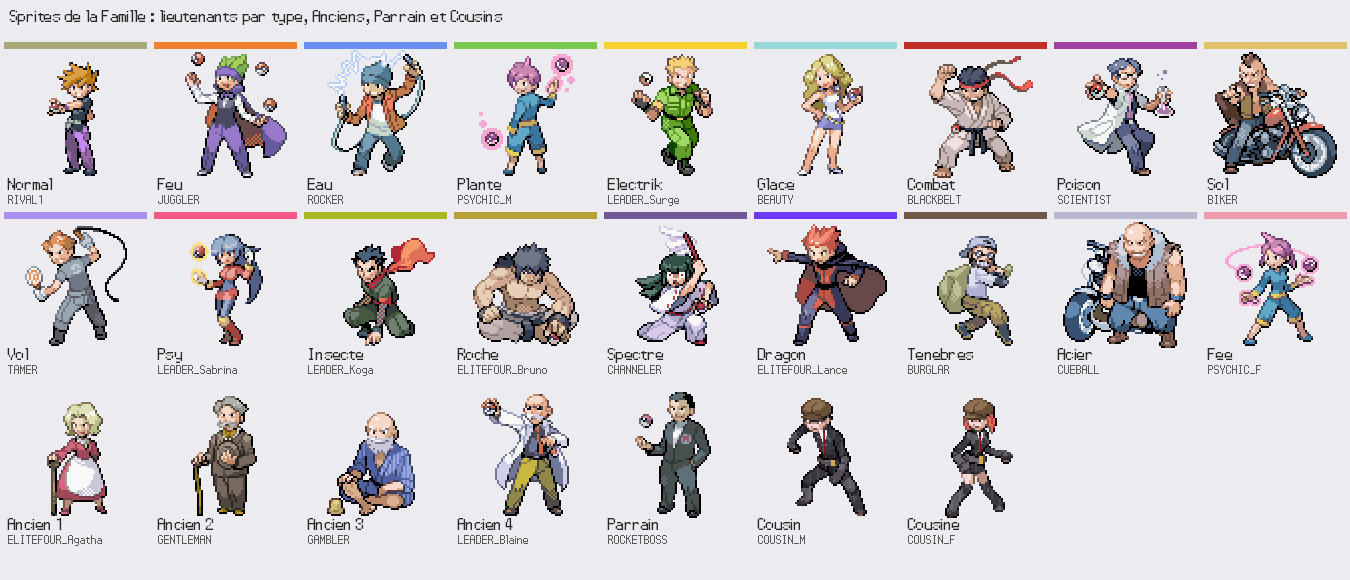 Sprites de la Famille : lieutenants par type, Anciens, Parrain et Cousins
Normal
RIVAL1
Feu
JUGGLER
Eau
ROCKER
Plante
PSYCHIC_M
Electrik
LEADER_Surge
Glace
BEAUTY
Combat
BLACKBELT
Poison
SCIENTIST
Sol
BIKER
Vol
TAMER
Psy
LEADER_Sabrina
Insecte
LEADER_Koga
Roche
ELITEFOUR_Bruno
Spectre
CHANNELER
Dragon
ELITEFOUR_Lance
Tenebres
BURGLAR
Acier
CUEBALL
Fee
PSYCHIC_F
Ancien 1
ELITEFOUR_Agatha
Ancien 2
GENTLEMAN
Ancien 3
GAMBLER
Ancien 4
LEADER_Blaine
Parrain
ROCKETBOSS
Cousin
COUSIN_M
Cousine
COUSIN_F